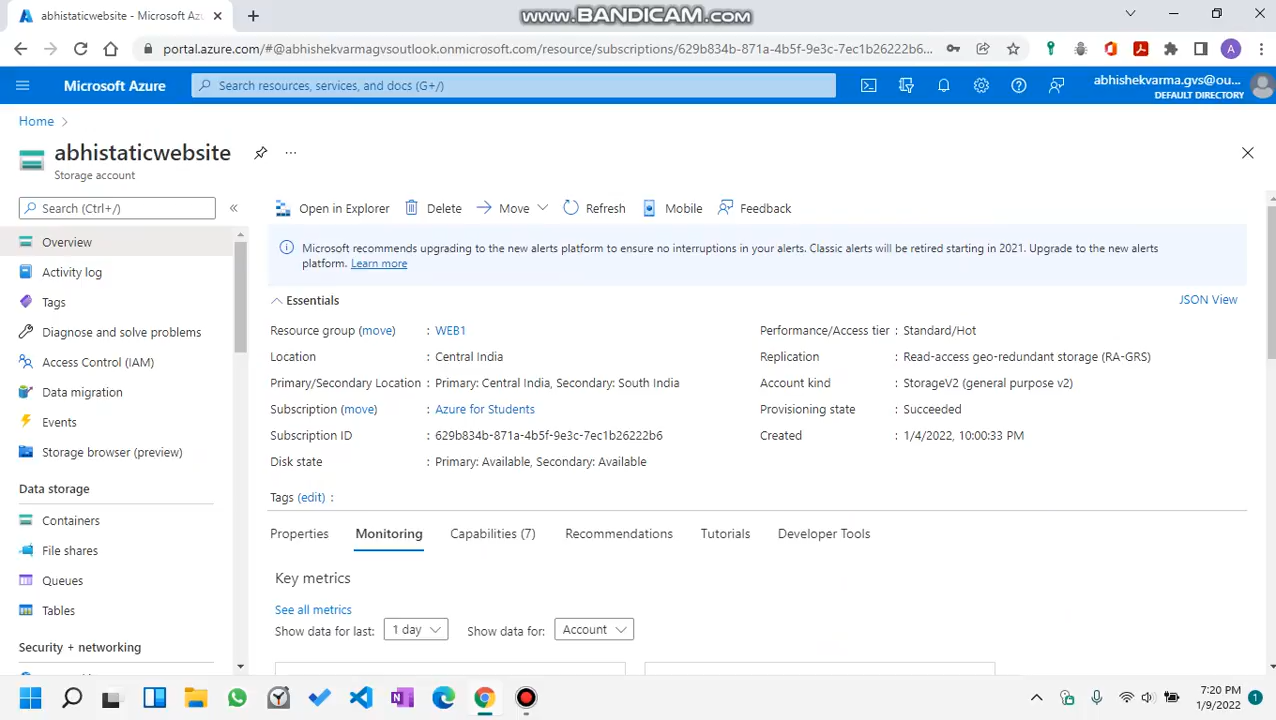 abhistaticwebsite - Microsoft Azu
www.BANDICAM.com
portal.azure.com/#@abhishekvarmagvsoutlook.onmicrosoft.com/resource/subscriptions/629b834b-871a-4b5f-9e3c-7ec1b26222b6...
A
Microsoft Azure
Search resources, services, and docs (G+/)
abhishekvarma.gvs@ou...
DEFAULT DIRECTORY
Home
abhistaticwebsite
Storage account
Search (Ctrl+/)
Open in Explorer
Delete
Move
Refresh
Mobile
Feedback
Overview
Activity log
Tags
Diagnose and solve problems
Access Control (IAM)
Data migration
Events
Storage browser (preview)
Data storage
Containers
File shares
Queues
Tables
Security + networking
Microsoft recommends upgrading to the new alerts platform to ensure no interruptions in your alerts. Classic alerts will be retired starting in 2021. Upgrade to the new alerts
platform. Learn more
Essentials
JSON View
Resource group (move) : WEB1
Location : Central India
Primary/Secondary Location : Primary: Central India, Secondary: South India
Subscription (move) : Azure for Students
Subscription ID : 629b834b-871a-4b5f-9e3c-7ec1b26222b6
Disk state : Primary: Available, Secondary: Available
Performance/Access tier : Standard/Hot
Replication : Read-access geo-redundant storage (RA-GRS)
Account kind : StorageV2 (general purpose v2)
Provisioning state : Succeeded
Created : 1/4/2022, 10:00:33 PM
Tags (edit) :
Properties
Monitoring
Capabilities (7)
Recommendations
Tutorials
Developer Tools
Key metrics
See all metrics
Show data for last: 1 day
Show data for: Account
7:20 PM
1/9/2022
1